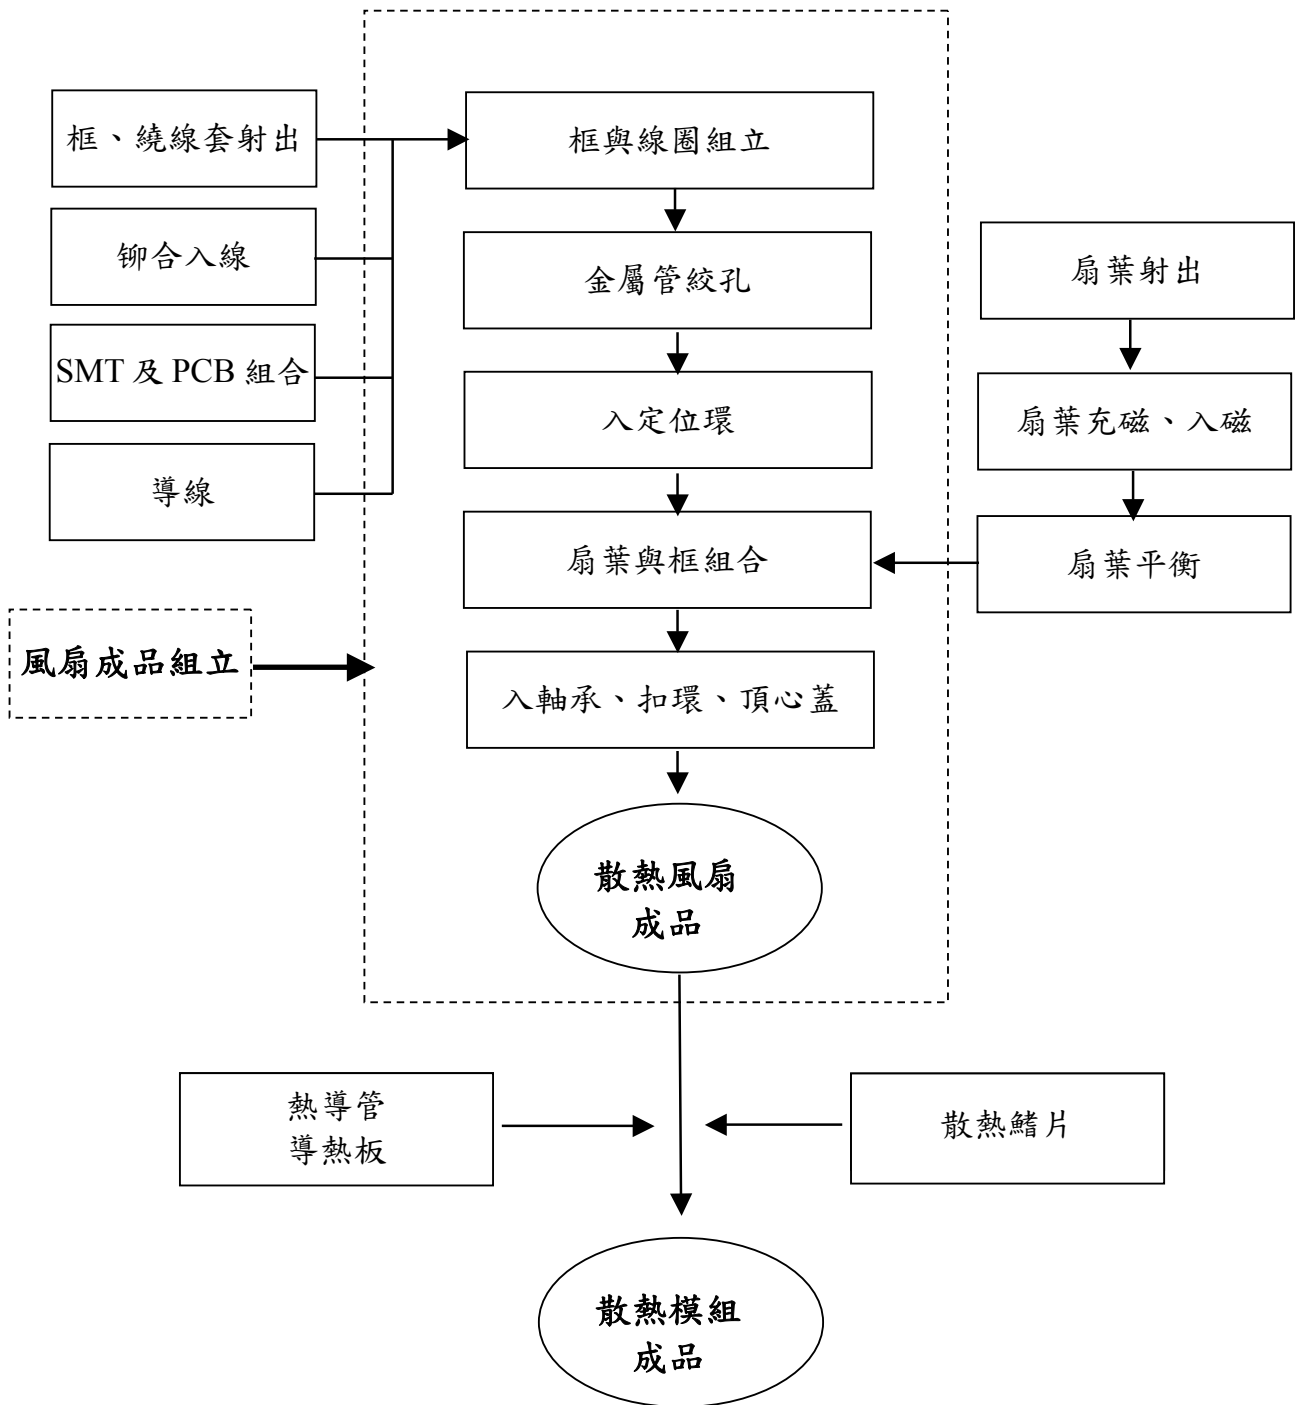 框、繞線套射出
框與線圈組立
铆合入線
金屬管絞孔
扇葉射出
SMT 及 PCB 組合
入定位環
扇葉充磁、入磁
導線
扇葉與框組合
扇葉平衡
風扇成品組立
入軸承、扣環、頂心蓋
散熱風扇
成品
熱導管
導熱板
散熱鰭片
散熱模組
成品